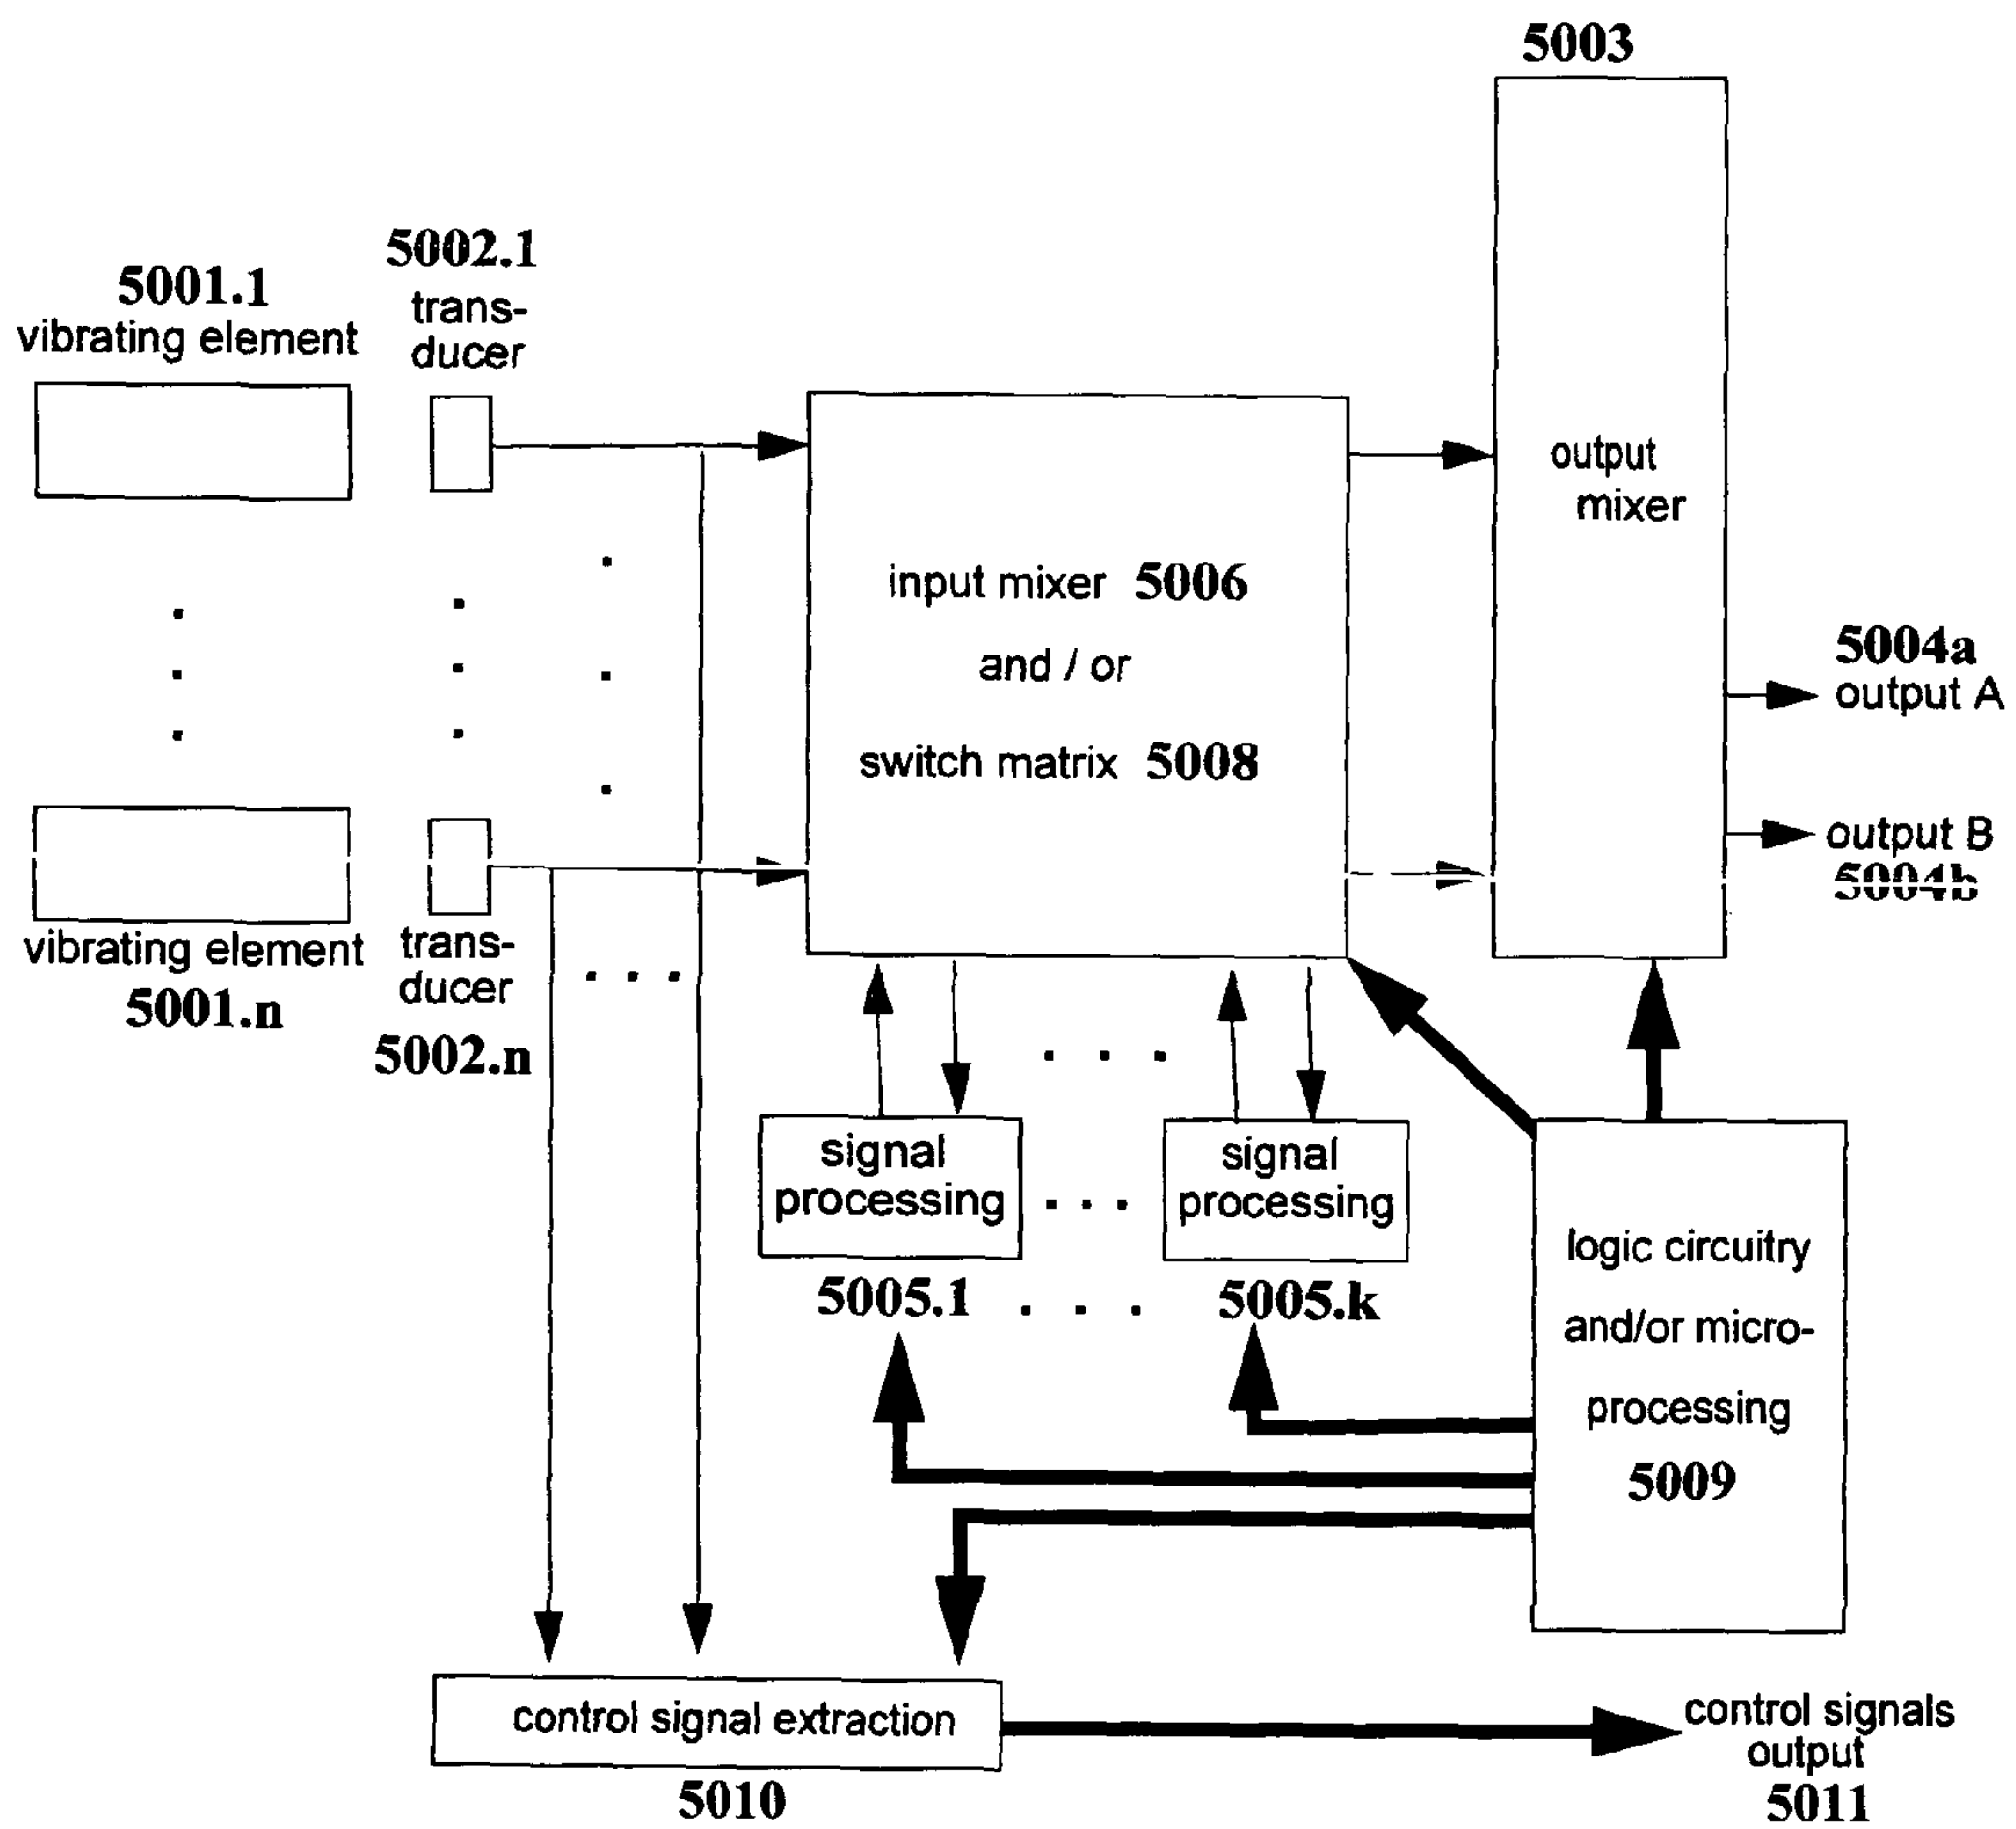 5003
5002.1
trans-
ducer
5001.1
vibrating element
output
mixer
input mixer 5006
and / or
switch matrix 5008
5004a
output A
output B
5004b
vibrating element
5001.n
trans-
ducer
5002.n
signal
processing
5005.1
signal
processing
5005.k
logic circuitry
and/or micro-
processing
5009
control signal extraction
5010
control signals
output
5011